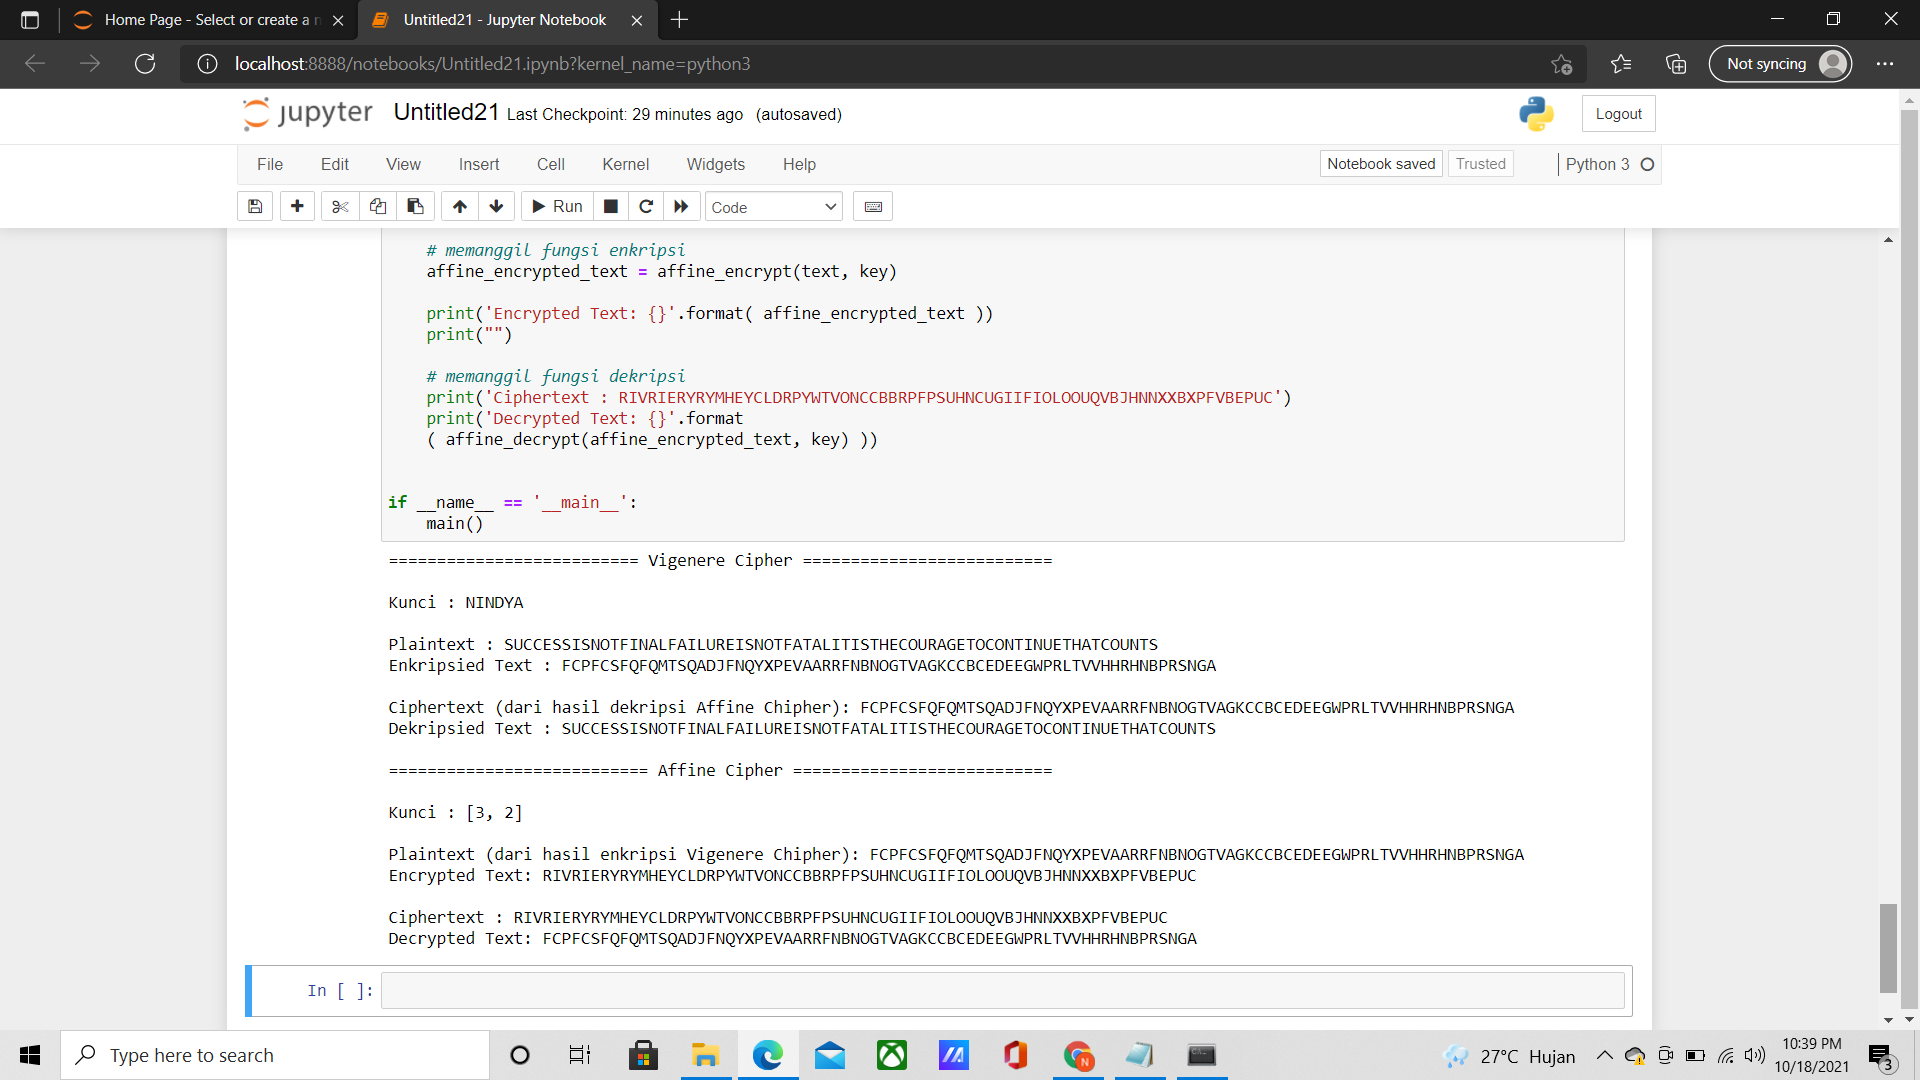 Home Page - Select or create a n
Untitled21 - Jupyter Notebook
localhost:8888/notebooks/Untitled21.ipynb?kernel_name=python3
Not syncing
jupyter Untitled21 Last Checkpoint: 29 minutes ago (autosaved)
Logout
File Edit View Insert Cell Kernel Widgets Help
Notebook saved Trusted Python 3
Run Code
# memanggil fungsi enkripsi
affine_encrypted_text = affine_encrypt(text, key)
print('Encrypted Text: {}'.format( affine_encrypted_text ))
print("")
# memanggil fungsi dekripsi
print('Ciphertext : RIVRIERYRYMHEYCLDRPYWTVONCCBBRPFPSUHNCUGIIFIOLOOUQVBJHNNXXBXPFVBEPUC')
print('Decrypted Text: {}'.format
( affine_decrypt(affine_encrypted_text, key) ))
if __name__ == '__main__':
main()
========================== Vigenere Cipher ==========================
Kunci : NINDYA
Plaintext : SUCCESSISNOTFINALFAILUREISNOTFATALITISTHECOURAGETOCONTINUETHATCOUNTS
Enkripsied Text : FCPFCSFQFQMTSQADJFNQYXPEVAARRFNBNOGTVAGKCCBCEDEEGWPRLTVVHHRHNBPRSNGA
Ciphertext (dari hasil dekripsi Affine Chipher): FCPFCSFQFQMTSQADJFNQYXPEVAARRFNBNOGTVAGKCCBCEDEEGWPRLTVVHHRHNBPRSNGA
Dekripsied Text : SUCCESSISNOTFINALFAILUREISNOTFATALITISTHECOURAGETOCONTINUETHATCOUNTS
=========================== Affine Cipher ===========================
Kunci : [3, 2]
Plaintext (dari hasil enkripsi Vigenere Chipher): FCPFCSFQFQMTSQADJFNQYXPEVAARRFNBNOGTVAGKCCBCEDEEGWPRLTVVHHRHNBPRSNGA
Encrypted Text: RIVRIERYRYMHEYCLDRPYWTVONCCBBRPFPSUHNCUGIIFIOLOOUQVBJHNNXXBXPFVBEPUC
Ciphertext : RIVRIERYRYMHEYCLDRPYWTVONCCBBRPFPSUHNCUGIIFIOLOOUQVBJHNNXXBXPFVBEPUC
Decrypted Text: FCPFCSFQFQMTSQADJFNQYXPEVAARRFNBNOGTVAGKCCBCEDEEGWPRLTVVHHRHNBPRSNGA
In [ ]:
Type here to search
27°C Hujan
10:39 PM
10/18/2021
3